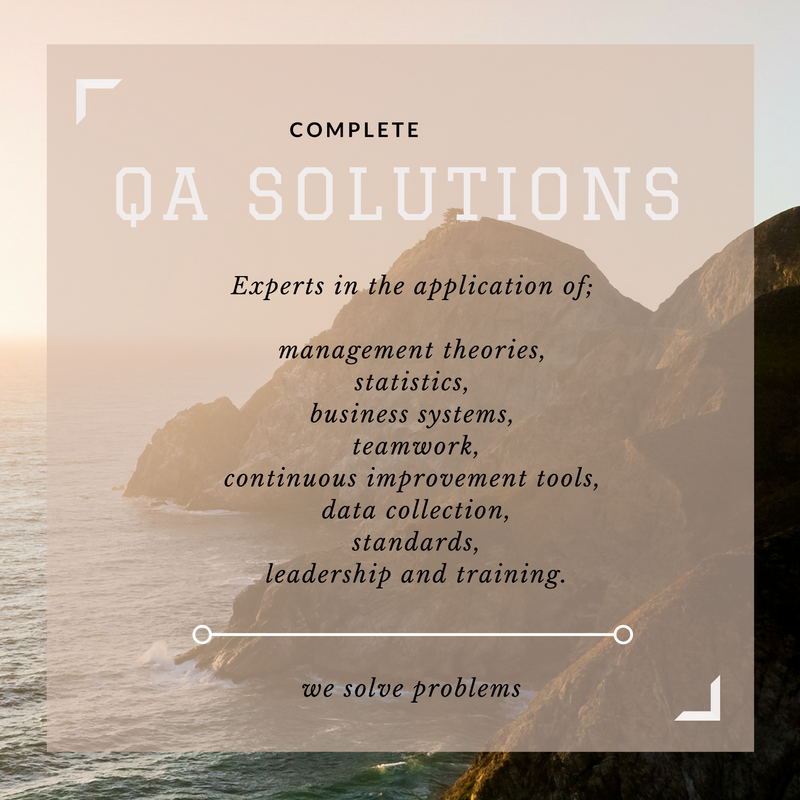 COMPLETE
QA SOLUTIONS
Experts in the application of;
management theories,
statistics,
business systems,
teamwork,
continuous improvement tools,
data collection,
standards,
leadership and training.
we solve problems